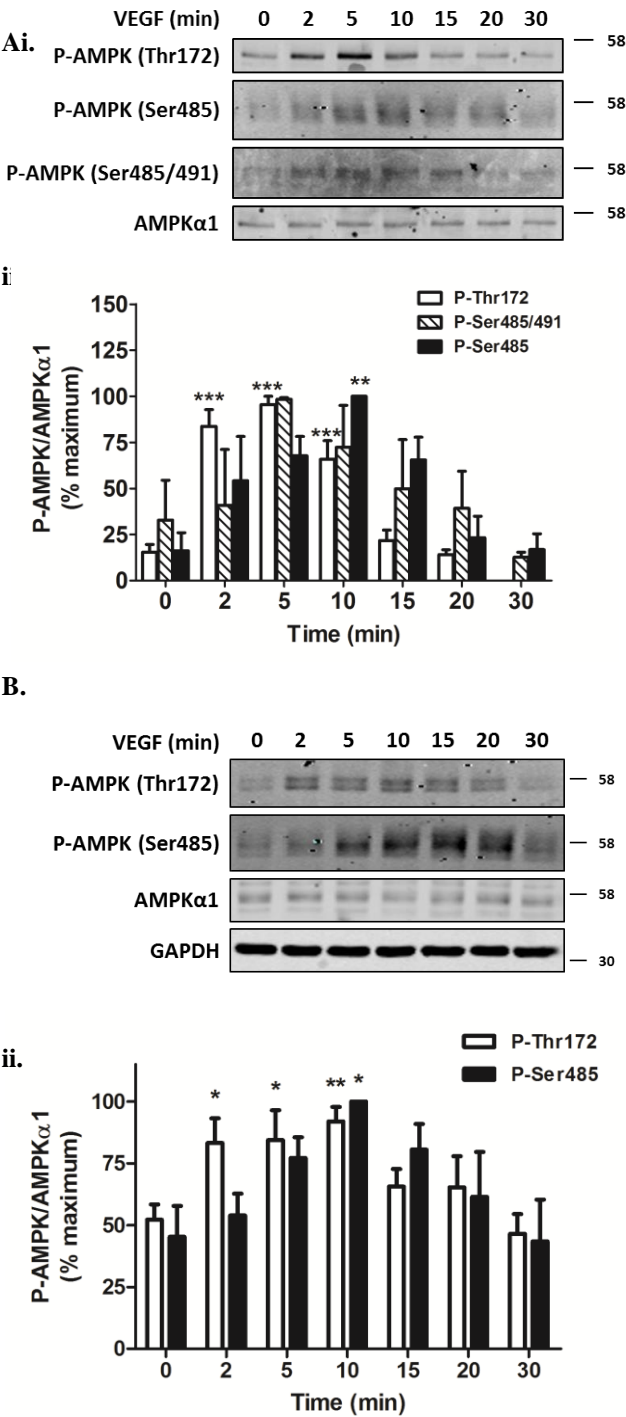 Ai.
VEGF (min) 0 2 5 10 15 20 30
P-AMPK (Thr172) 58
P-AMPK (Ser485) 58
P-AMPK (Ser485/491) 58
AMPKα1 58
ii
P-Thr172
P-Ser485/491
P-Ser485
P-AMPK/AMPKα1
(% maximum)
150
125
100
75
50
25
0
*** *** *** **
0 2 5 10 15 20 30
Time (min)
B.
VEGF (min) 0 2 5 10 15 20 30
P-AMPK (Thr172) 58
P-AMPK (Ser485) 58
AMPKα1 58
GAPDH 30
ii.
P-Thr172
P-Ser485
P-AMPK/AMPKα1
(% maximum)
100
75
50
25
0
* * ** *
0 2 5 10 15 20 30
Time (min)